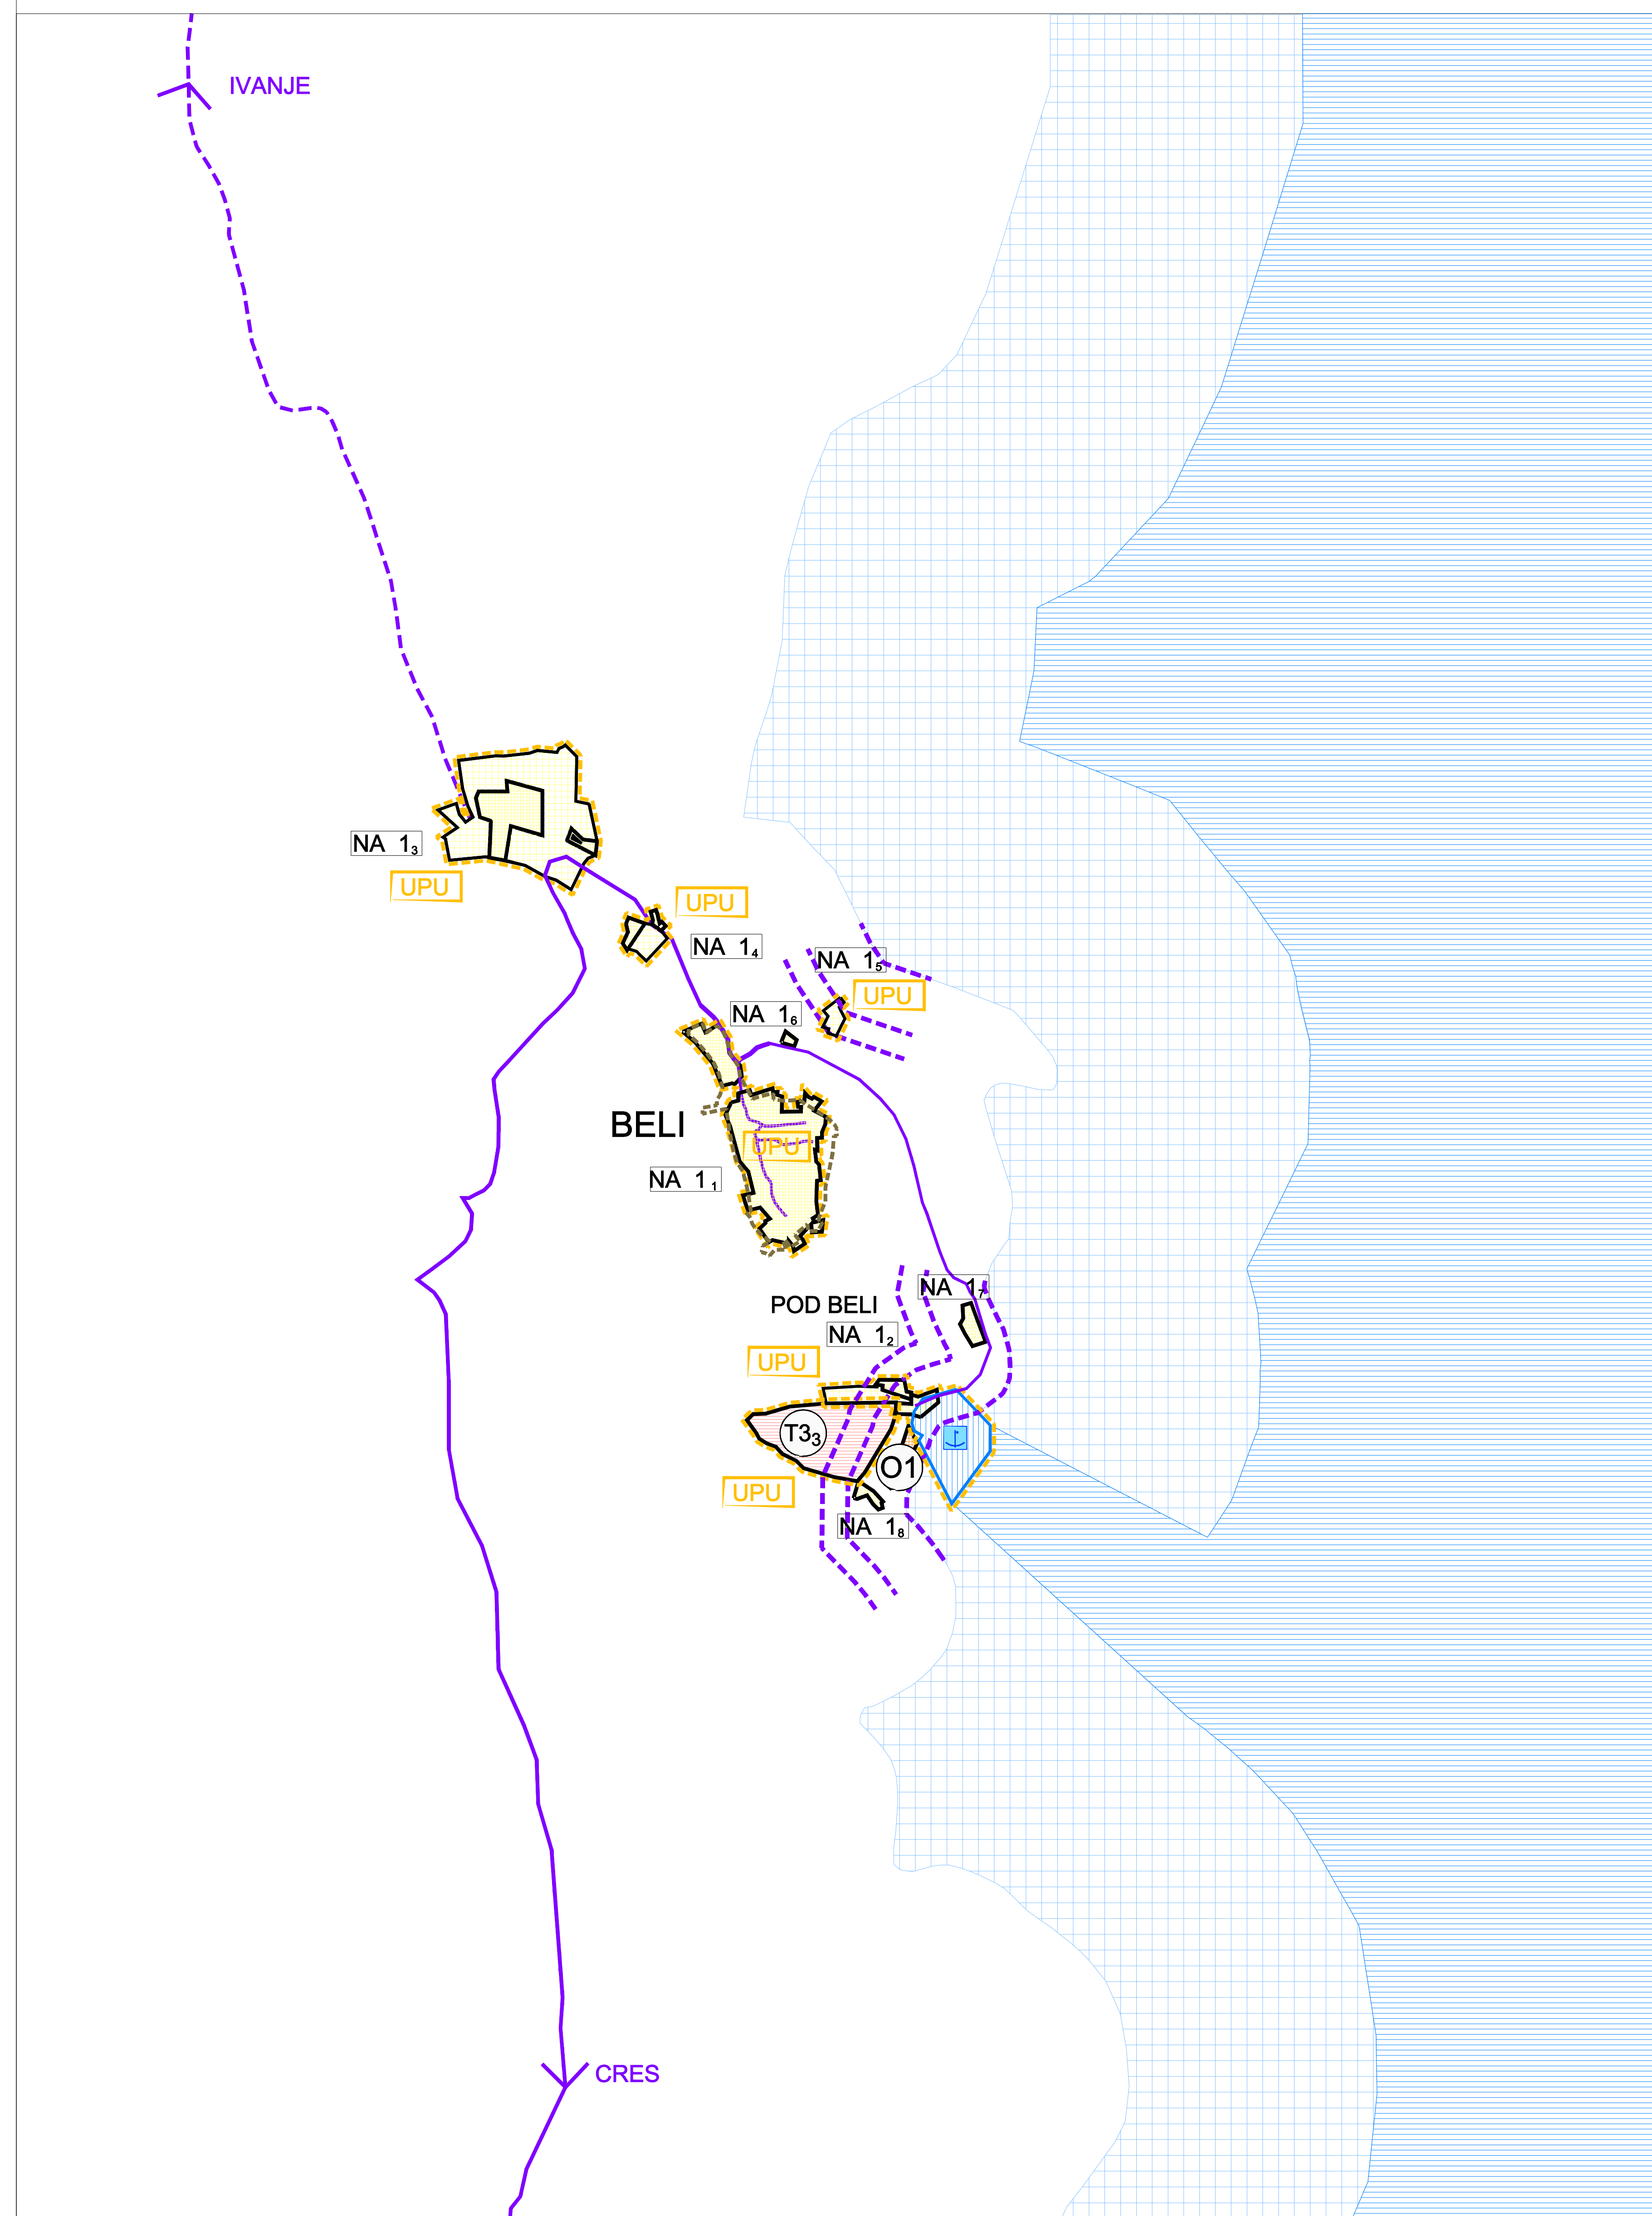 IVANJE
NA 1₃
UPU
UPU
NA 1₄
NA 1₅
UPU
NA 1₆
BELI
UPU
NA 1₁
NA 1₇
POD BELI
NA 1₂
UPU
T3₃
O1
UPU
NA 1₈
CRES